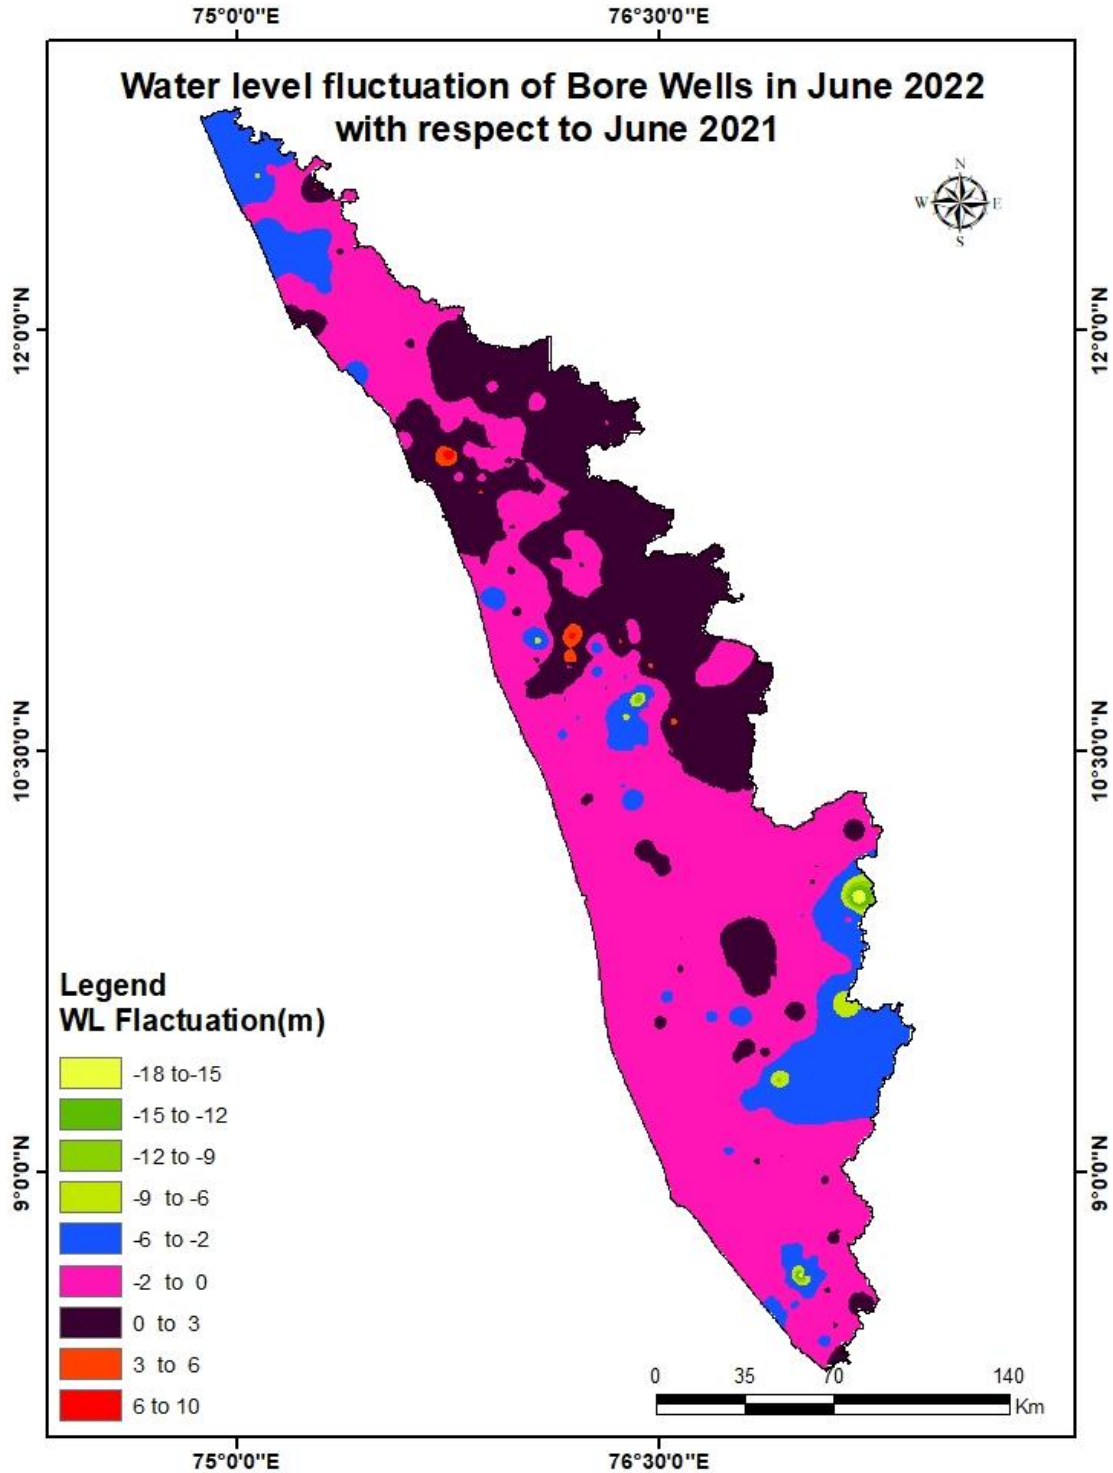 75°0'0"E 76°30'0"E
Water level fluctuation of Bore Wells in June 2022
with respect to June 2021
N
W E
S
12°0'0"N 12°0'0"N
10°30'0"N 10°30'0"N
Legend
WL Flactuation(m)
-18 to-15
-15 to -12
-12 to -9
9°0'0"N 9°0'0"N
-9 to -6
-6 to -2
-2 to 0
0 to 3
3 to 6
6 to 10
0 35 70 140
Km
75°0'0"E 76°30'0"E